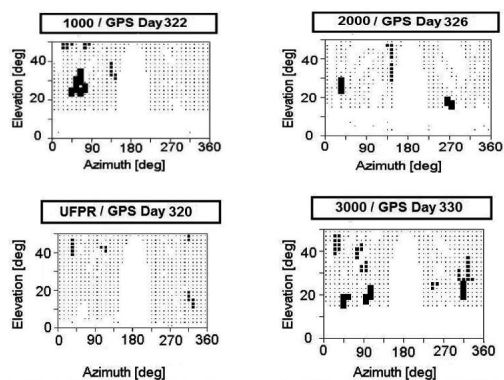 1000 / GPS Day 322
Elevation [deg]
40
20
0
0 90 180 270 360
Azimuth [deg]
2000 / GPS Day 326
Elevation [deg]
40
20
0
0 90 180 270 360
Azimuth [deg]
UFPR / GPS Day 320
Elevation [deg]
40
20
0
0 90 180 270 360
Azimuth [deg]
3000 / GPS Day 330
Elevation [deg]
40
20
0
0 90 180 270 360
Azimuth [deg]